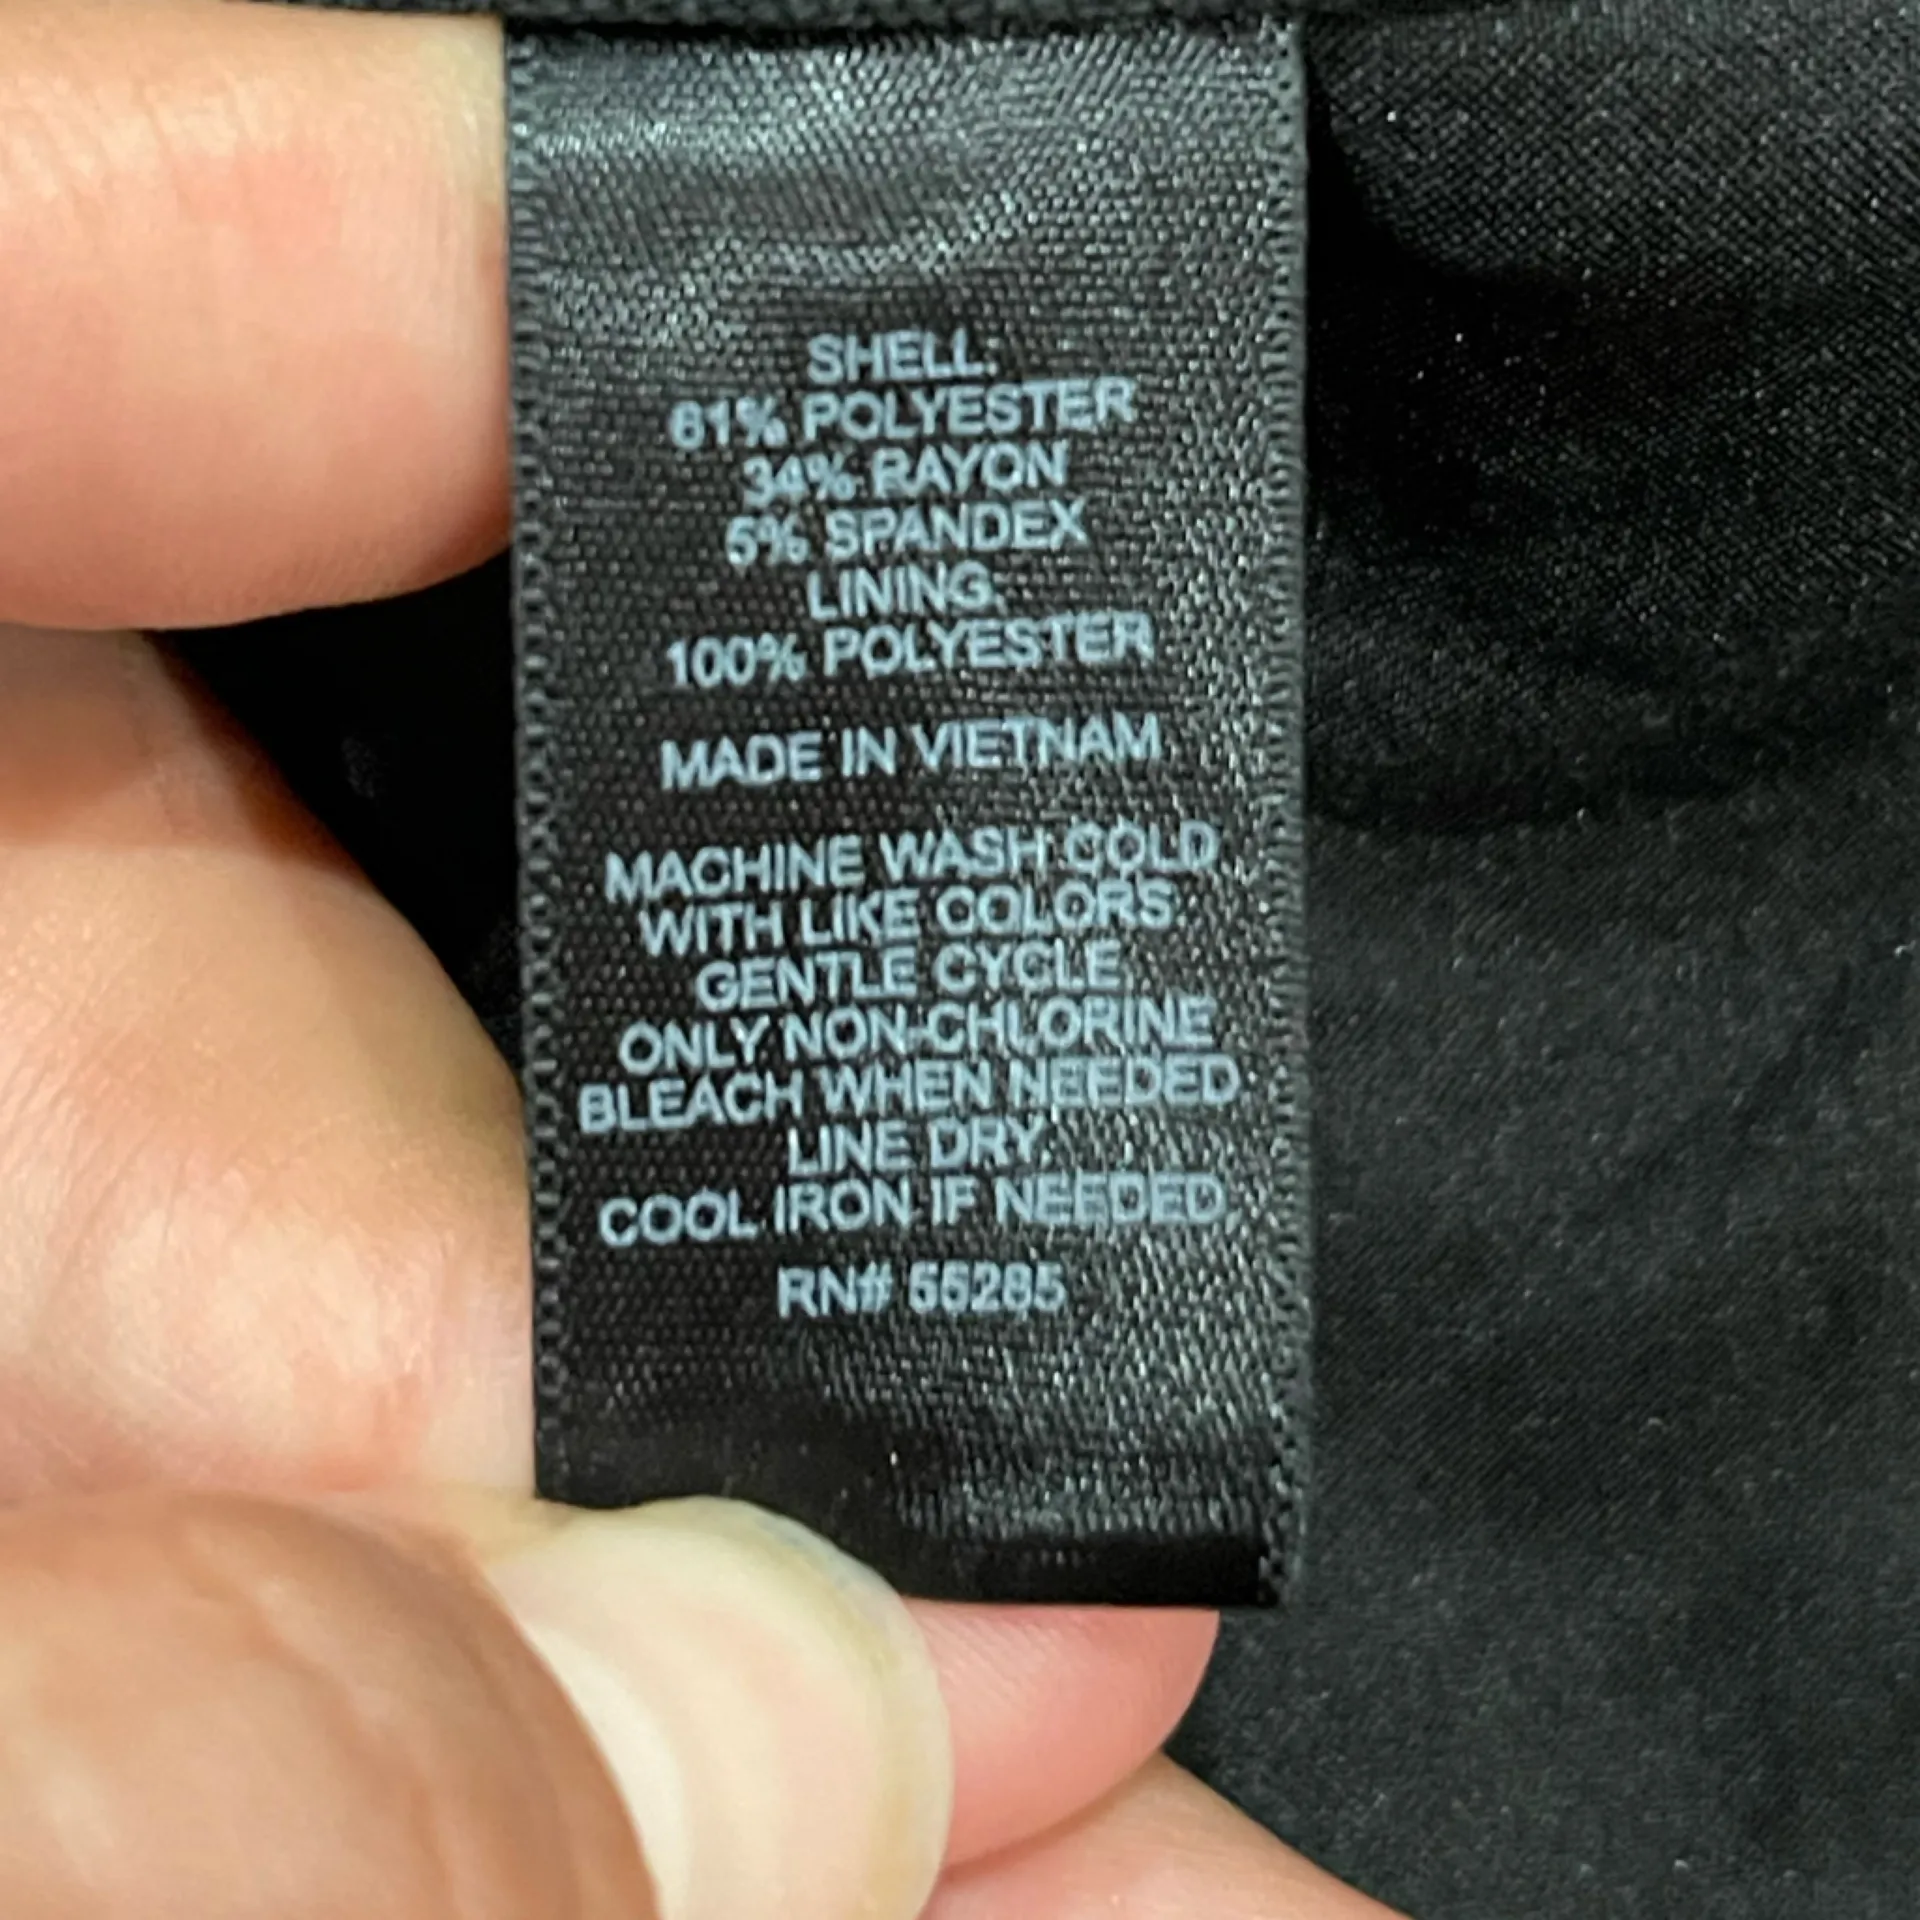 SHELL.
61% POLYESTER
34% RAYON
5% SPANDEX
LINING.
100% POLYESTER
MADE IN VIETNAM
MACHINE WASH COLD
WITH LIKE COLORS.
GENTLE CYCLE.
ONLY NON-CHLORINE
BLEACH WHEN NEEDED.
LINE DRY.
COOL IRON IF NEEDED.
RN# 55285